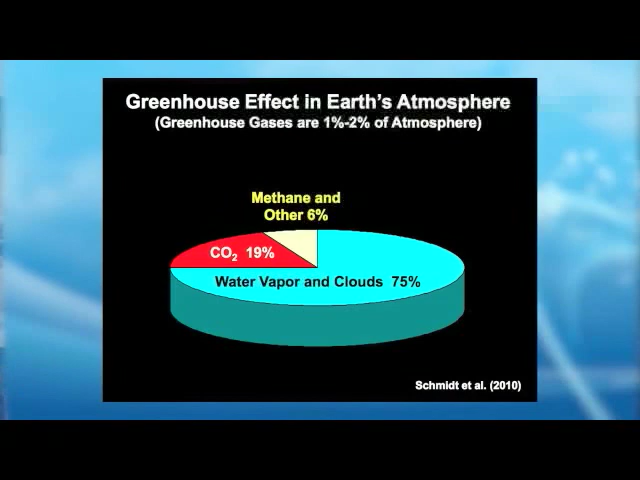 Greenhouse Effect in Earth's Atmosphere
(Greenhouse Gases are 1%-2% of Atmosphere)
Methane and
Other 6%
CO₂ 19%
Water Vapor and Clouds 75%
Schmidt et al. (2010)